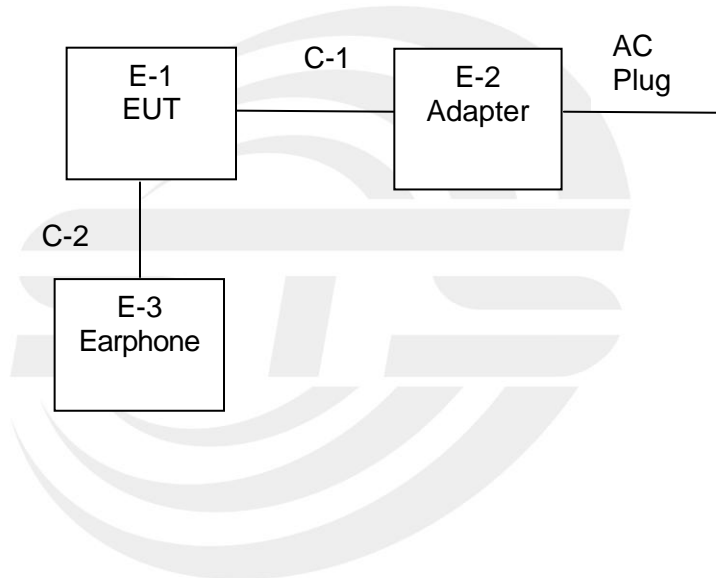 E-1
EUT
C-1
E-2
Adapter
AC
Plug
C-2
E-3
Earphone